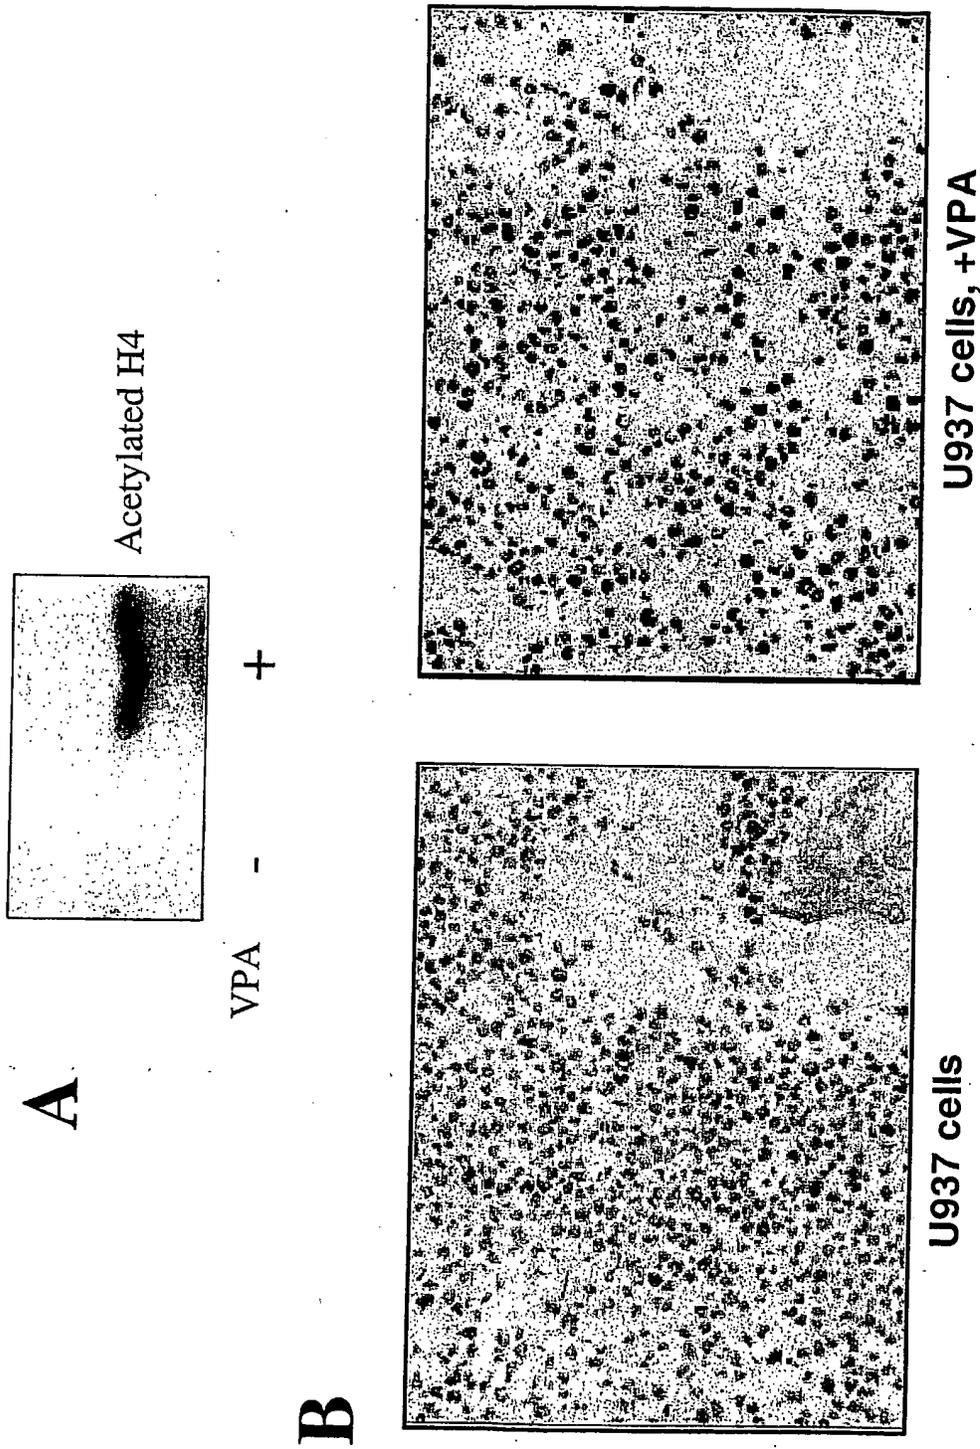 A
Acetylated H4
VPA - +
B
U937 cells
U937 cells, +VPA